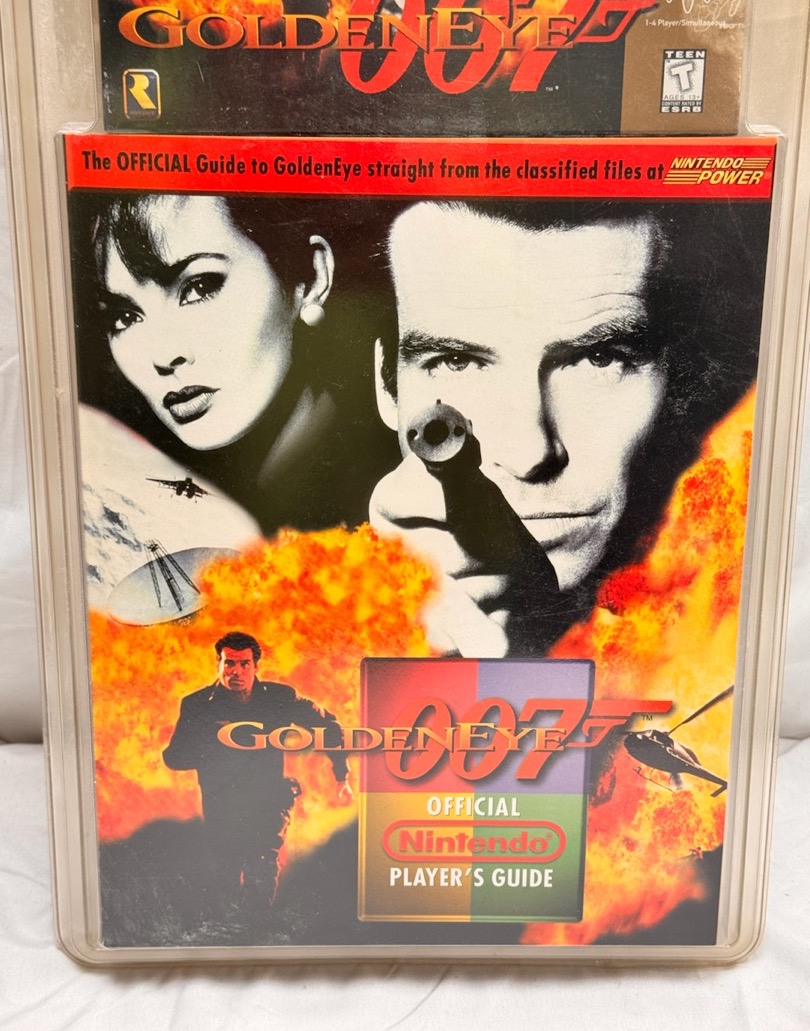 GOLDENEYE 007
1-4 Player/Simultaneous
TEEN
T
AGES 13+
CONTENT RATED BY
ESRB
R
The OFFICIAL Guide to GoldenEye straight from the classified files at NINTENDO POWER
GOLDENEYE 007 TM
OFFICIAL
Nintendo®
PLAYER'S GUIDE